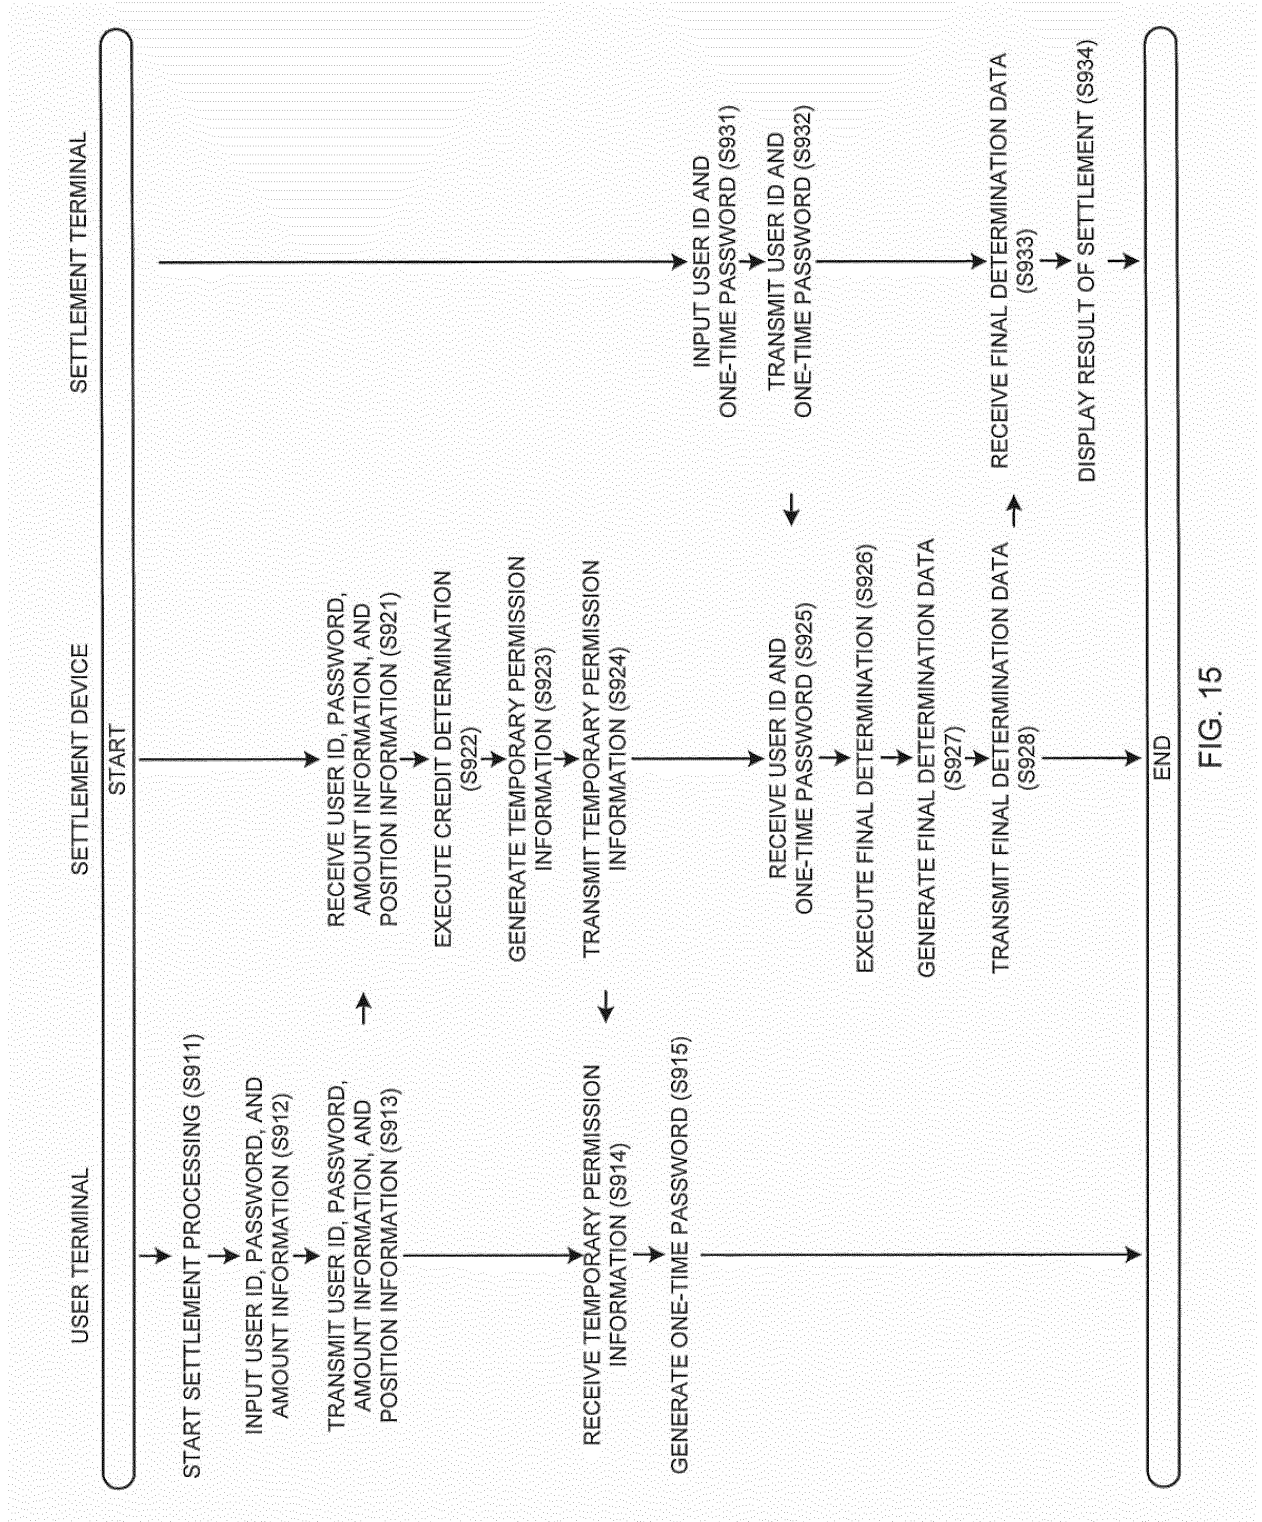 USER TERMINAL
SETTLEMENT DEVICE
SETTLEMENT TERMINAL
START
START SETTLEMENT PROCESSING (S911)
INPUT USER ID, PASSWORD, AND
AMOUNT INFORMATION (S912)
TRANSMIT USER ID, PASSWORD,
AMOUNT INFORMATION, AND
POSITION INFORMATION (S913)
RECEIVE USER ID, PASSWORD,
AMOUNT INFORMATION, AND
POSITION INFORMATION (S921)
EXECUTE CREDIT DETERMINATION
(S922)
GENERATE TEMPORARY PERMISSION
INFORMATION (S923)
TRANSMIT TEMPORARY PERMISSION
INFORMATION (S924)
RECEIVE TEMPORARY PERMISSION
INFORMATION (S914)
GENERATE ONE-TIME PASSWORD (S915)
INPUT USER ID AND
ONE-TIME PASSWORD (S931)
TRANSMIT USER ID AND
ONE-TIME PASSWORD (S932)
RECEIVE USER ID AND
ONE-TIME PASSWORD (S925)
EXECUTE FINAL DETERMINATION (S926)
GENERATE FINAL DETERMINATION DATA
(S927)
TRANSMIT FINAL DETERMINATION DATA
(S928)
RECEIVE FINAL DETERMINATION DATA
(S933)
DISPLAY RESULT OF SETTLEMENT (S934)
END
FIG. 15